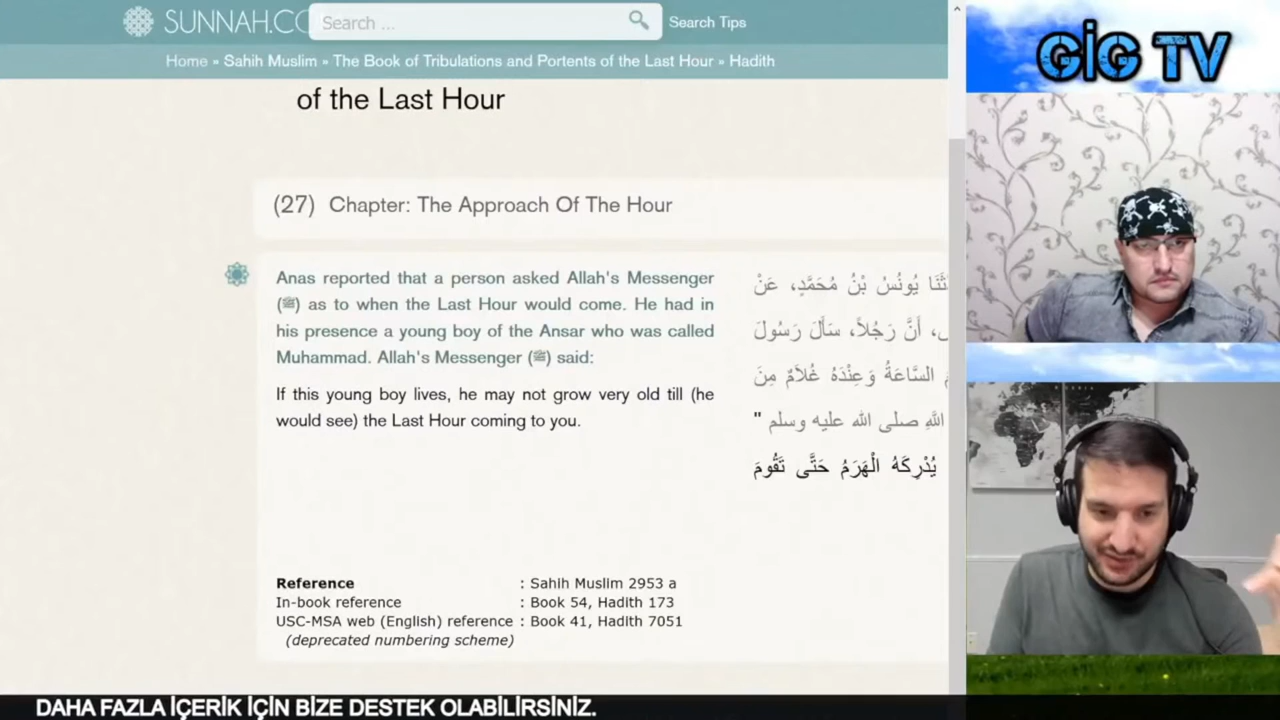 SUNNAH.CO
Search ...
Search Tips
GİG TV
Home » Sahih Muslim » The Book of Tribulations and Portents of the Last Hour » Hadith
of the Last Hour
(27) Chapter: The Approach Of The Hour
Anas reported that a person asked Allah's Messenger
(ﷺ) as to when the Last Hour would come. He had in
his presence a young boy of the Ansar who was called
Muhammad. Allah's Messenger (ﷺ) said:
If this young boy lives, he may not grow very old till (he
would see) the Last Hour coming to you.
يُونُسُ بْنُ مُحَمَّدٍ، عَنْ
أَنَّ رَجُلاً، سَأَلَ رَسُولَ
السَّاعَةُ وَعِنْدَهُ غُلاَمٌ مِنَ
اللَّهِ صلى الله عليه وسلم "
يُدْرِكَهُ الْهَرَمُ حَتَّى تَقُومَ
Reference : Sahih Muslim 2953 a
In-book reference : Book 54, Hadith 173
USC-MSA web (English) reference : Book 41, Hadith 7051
(deprecated numbering scheme)
DAHA FAZLA İÇERİK İÇİN BİZE DESTEK OLABİLİRSİNİZ.